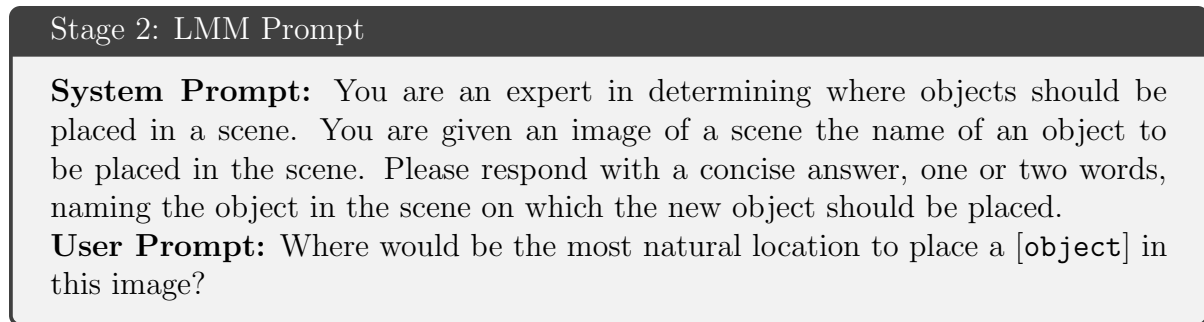 Stage 2: LMM Prompt
System Prompt: You are an expert in determining where objects should be
placed in a scene. You are given an image of a scene the name of an object to
be placed in the scene. Please respond with a concise answer, one or two words,
naming the object in the scene on which the new object should be placed.
User Prompt: Where would be the most natural location to place a [object] in
this image?